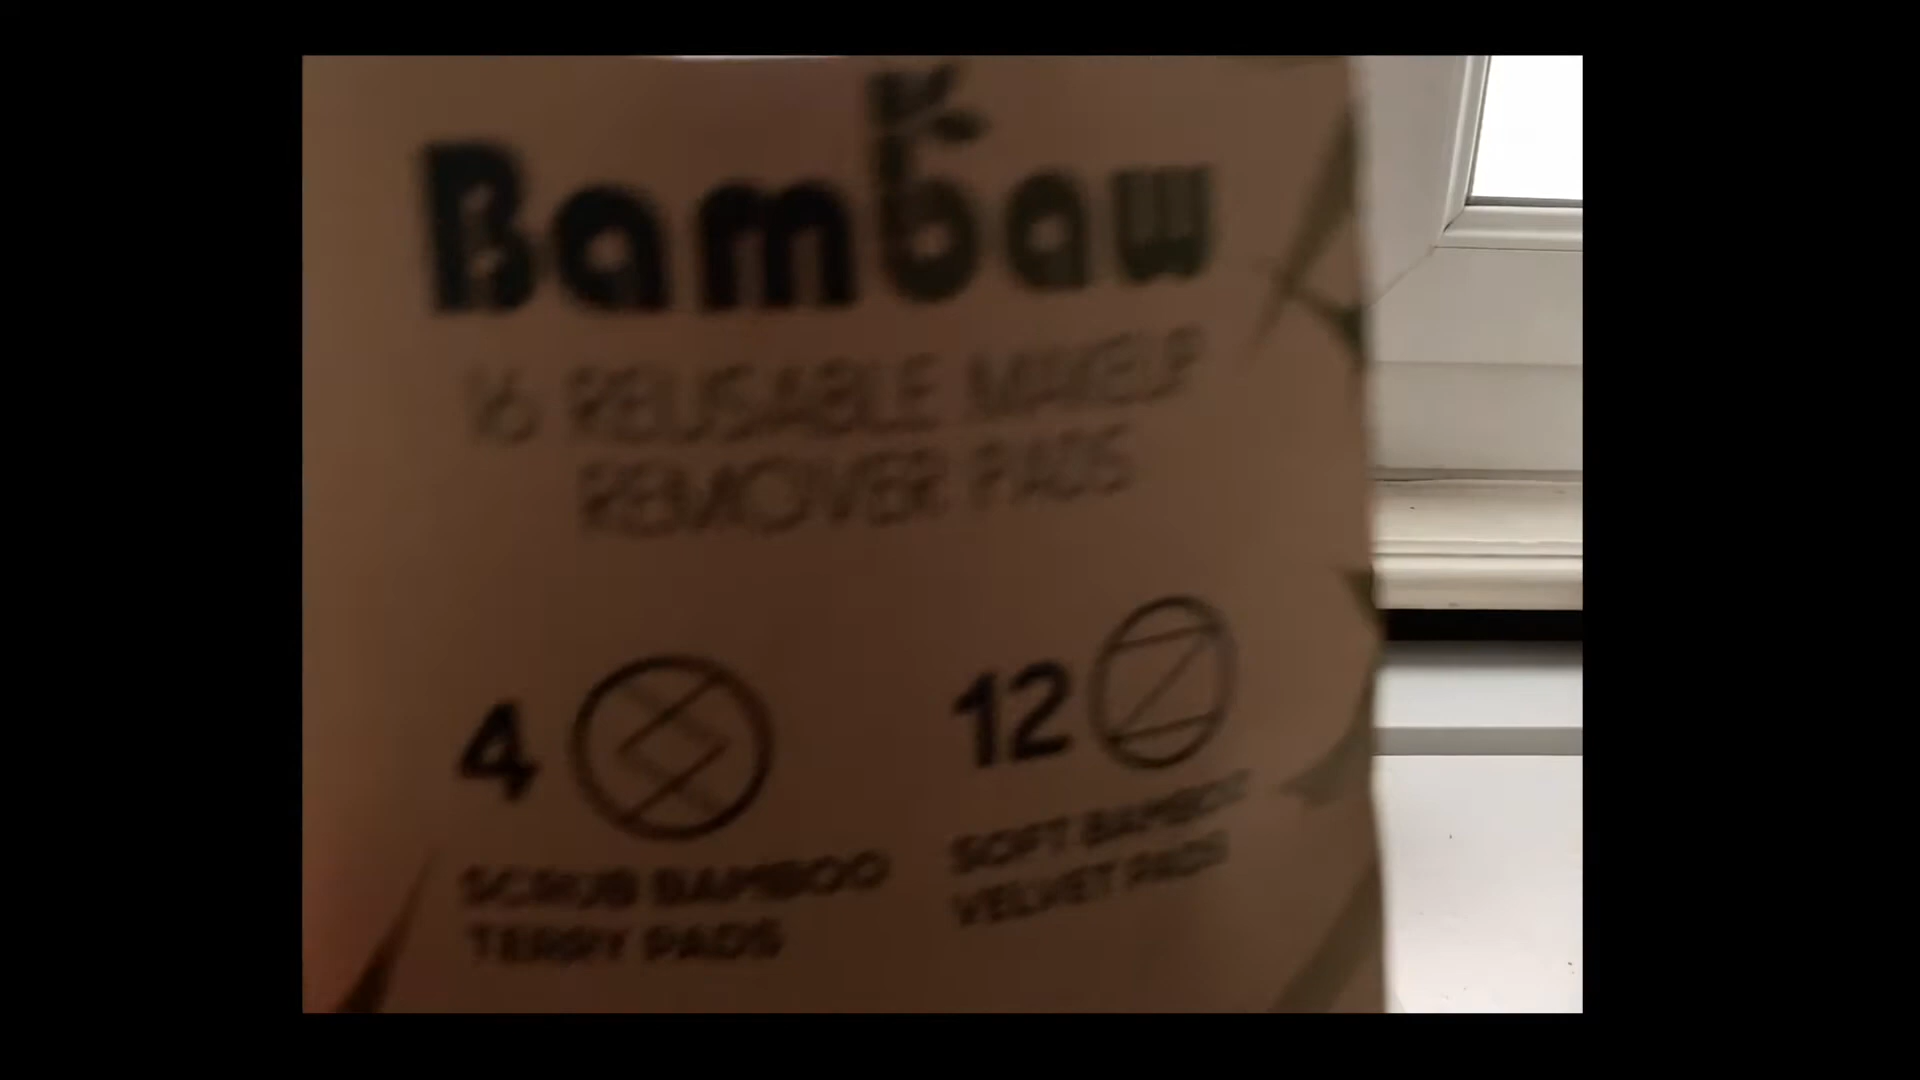 Bambaw
16 REUSABLE MAKEUP
REMOVER PADS
4
SCRUB BAMBOO
TERRY PADS
12
SOFT BAMBOO
VELVET PADS